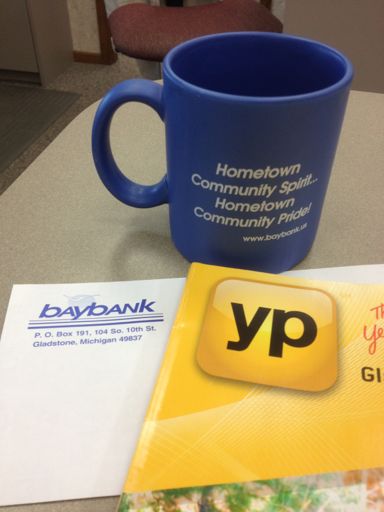 Hometown
Community Spirit...
Hometown
Community Pride!
www.baybank.us
baybank
P. O. Box 191, 104 So. 10th St.
Gladstone, Michigan 49837
yp